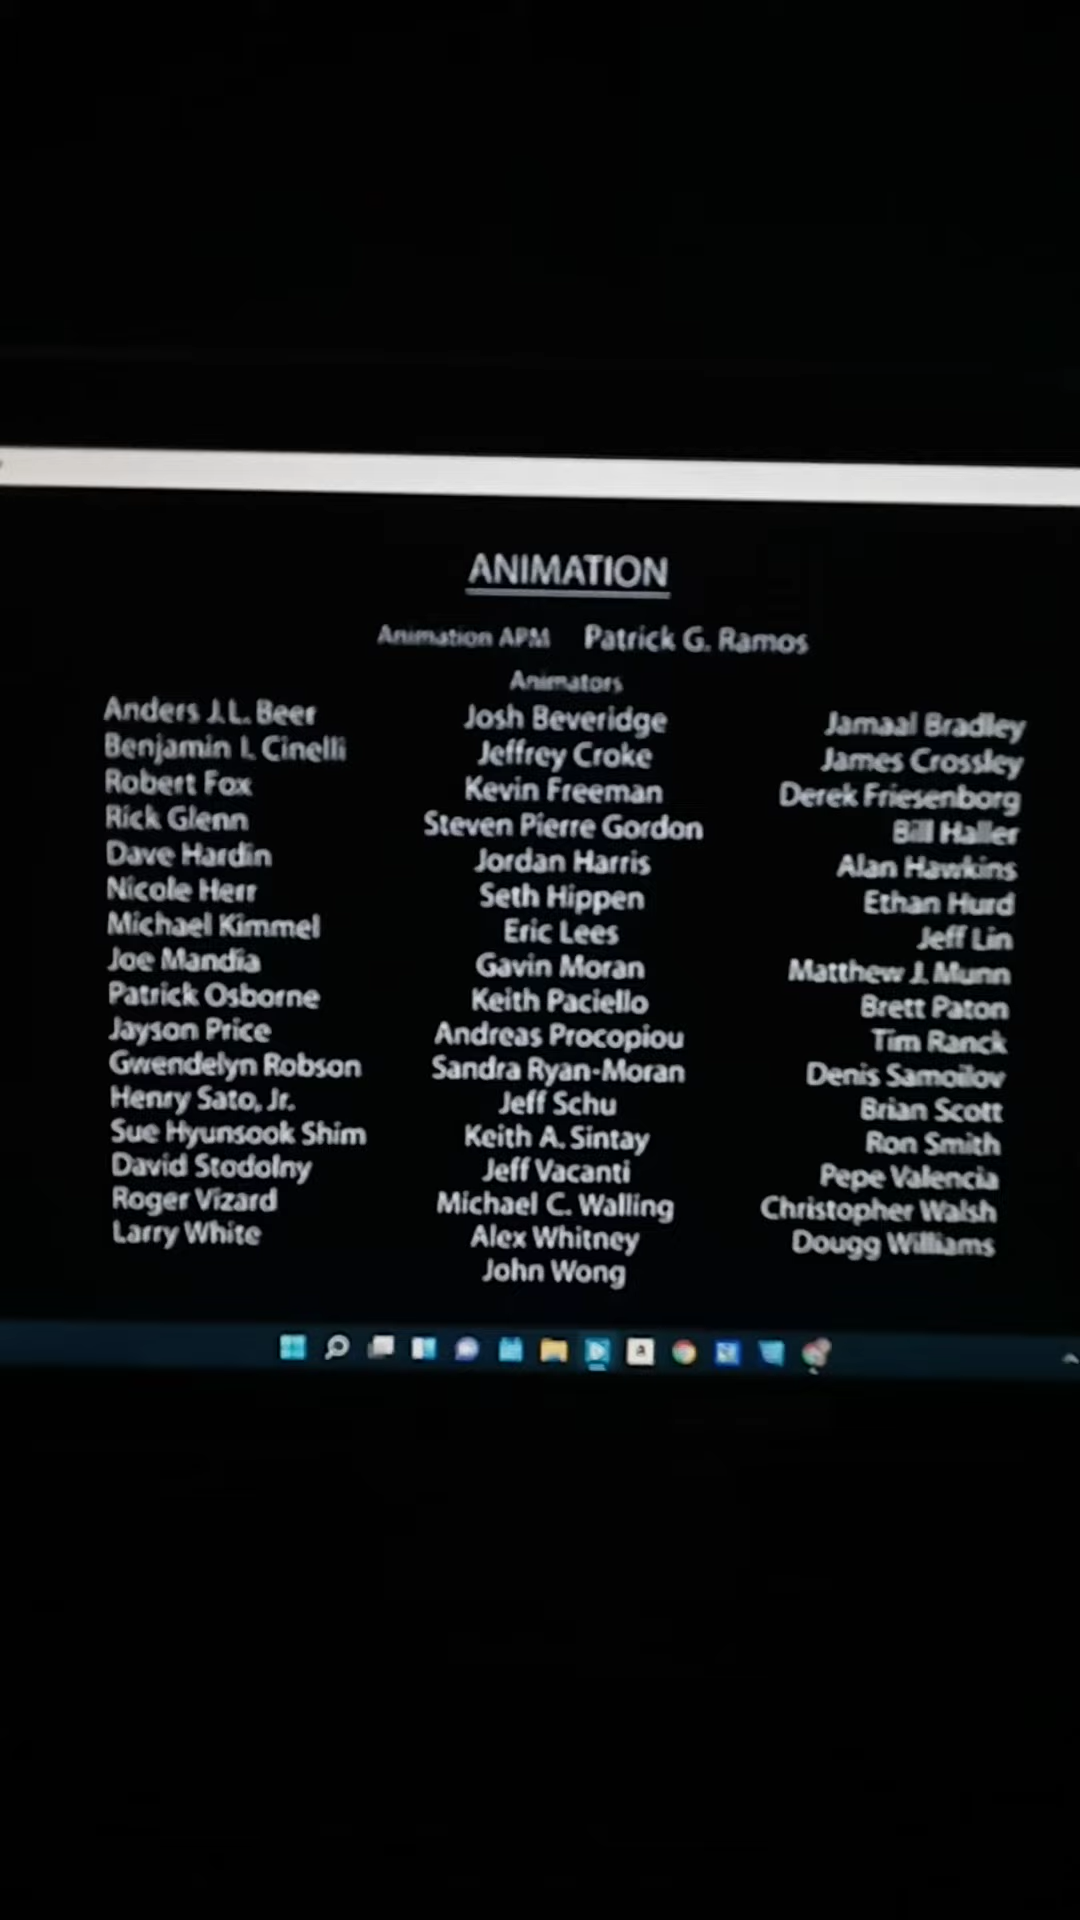 ANIMATION
Animation APM Patrick G. Ramos
Animators
Anders J.L. Beer Josh Beveridge Jamaal Bradley
Benjamin I. Cinelli Jeffrey Croke James Crossley
Robert Fox Kevin Freeman Derek Friesenborg
Rick Glenn Steven Pierre Gordon Bill Haller
Dave Hardin Jordan Harris Alan Hawkins
Nicole Herr Seth Hippen Ethan Hurd
Michael Kimmel Eric Lees Jeff Lin
Joe Mandia Gavin Moran Matthew J. Munn
Patrick Osborne Keith Paciello Brett Paton
Jayson Price Andreas Procopiou Tim Ranck
Gwendelyn Robson Sandra Ryan-Moran Denis Samoilov
Henry Sato, Jr. Jeff Schu Brian Scott
Sue Hyunsook Shim Keith A. Sintay Ron Smith
David Stodolny Jeff Vacanti Pepe Valencia
Roger Vizard Michael C. Walling Christopher Walsh
Larry White Alex Whitney Dougg Williams
John Wong
a